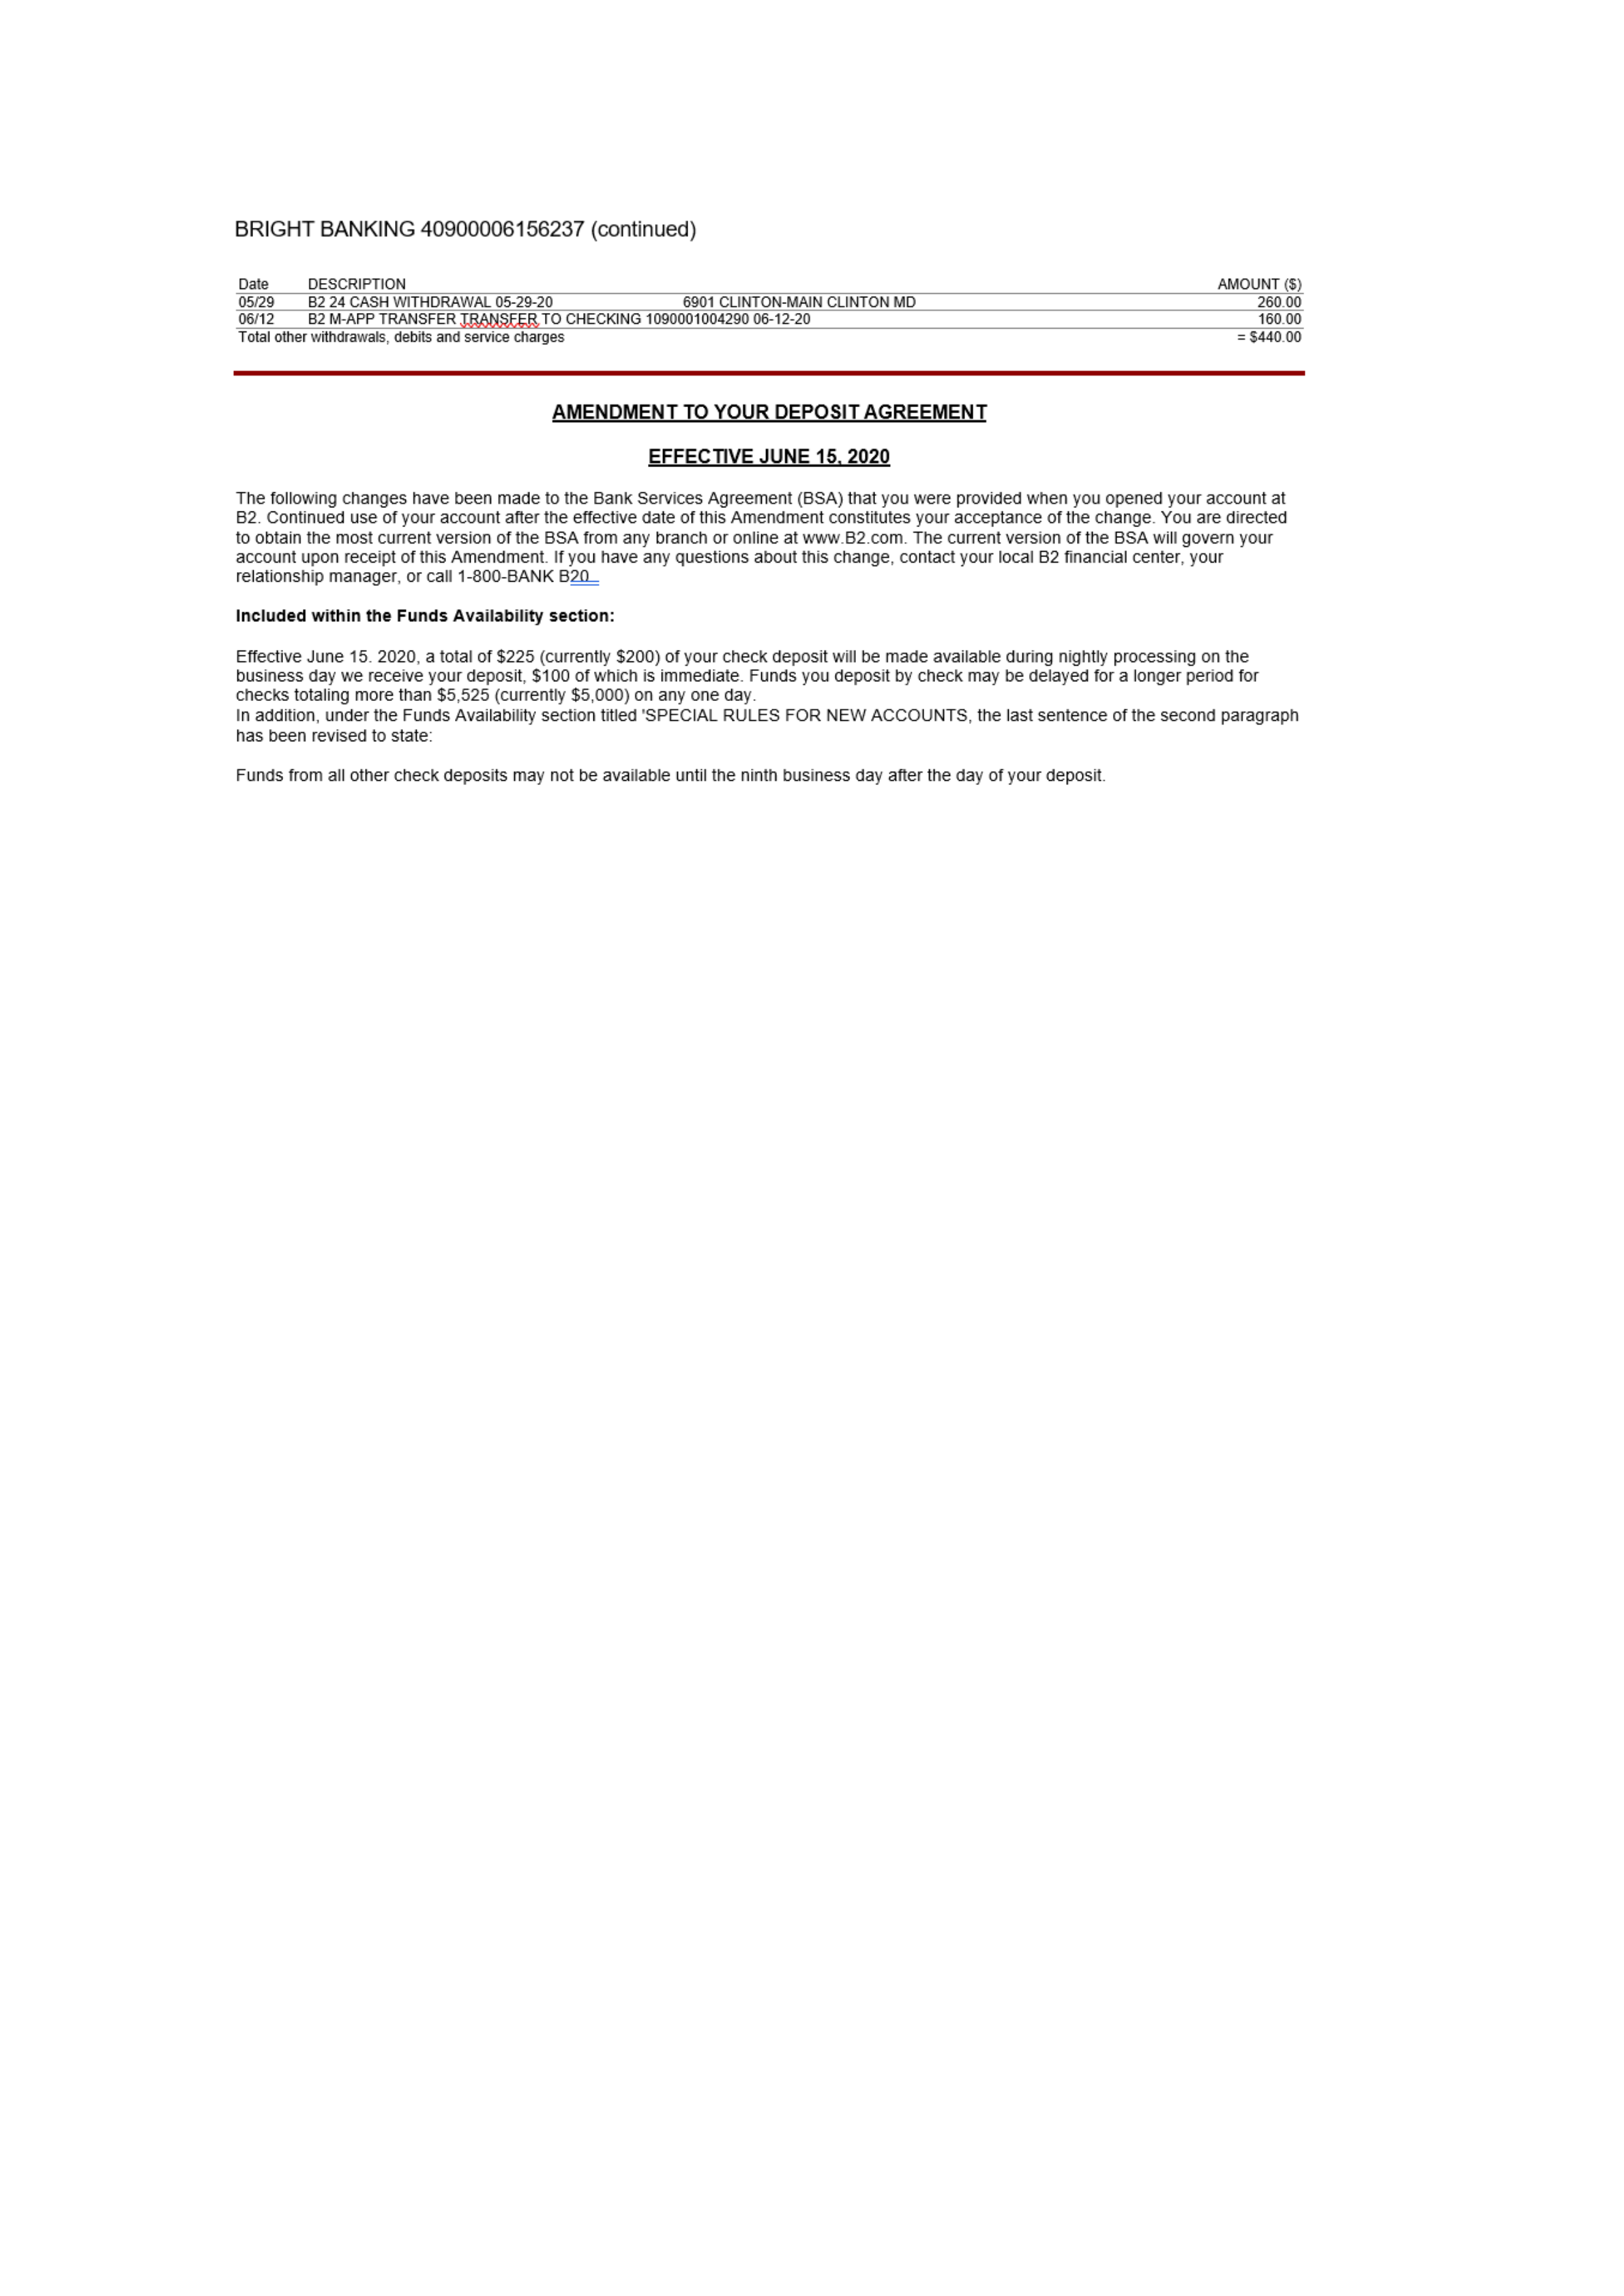 BRIGHT BANKING 40900006156237 (continued)
Date DESCRIPTION AMOUNT ($)
05/29 B2 24 CASH WITHDRAWAL 05-29-20 6901 CLINTON-MAIN CLINTON MD 260.00
06/12 B2 M-APP TRANSFER TRANSFER TO CHECKING 1090001004290 06-12-20 160.00
Total other withdrawals, debits and service charges = $440.00
AMENDMENT TO YOUR DEPOSIT AGREEMENT
EFFECTIVE JUNE 15, 2020
The following changes have been made to the Bank Services Agreement (BSA) that you were provided when you opened your account at
B2. Continued use of your account after the effective date of this Amendment constitutes your acceptance of the change. You are directed
to obtain the most current version of the BSA from any branch or online at www.B2.com. The current version of the BSA will govern your
account upon receipt of this Amendment. If you have any questions about this change, contact your local B2 financial center, your
relationship manager, or call 1-800-BANK B20
Included within the Funds Availability section:
Effective June 15. 2020, a total of $225 (currently $200) of your check deposit will be made available during nightly processing on the
business day we receive your deposit, $100 of which is immediate. Funds you deposit by check may be delayed for a longer period for
checks totaling more than $5,525 (currently $5,000) on any one day.
In addition, under the Funds Availability section titled 'SPECIAL RULES FOR NEW ACCOUNTS, the last sentence of the second paragraph
has been revised to state:
Funds from all other check deposits may not be available until the ninth business day after the day of your deposit.